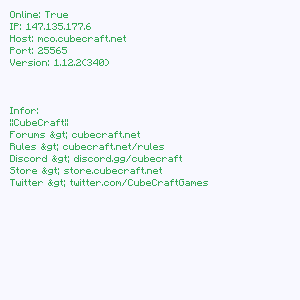 Online: True
IP: 147.135.177.6
Host: mco.cubecraft.net
Port: 25565
Version: 1.12.2(340)
Infor:
|CubeCraft|
Forums &gt; cubecraft.net
Rules &gt; cubecraft.net/rules
Discord &gt; discord.gg/cubecraft
Store &gt; store.cubecraft.net
Twitter &gt; twitter.com/CubeCraftGames